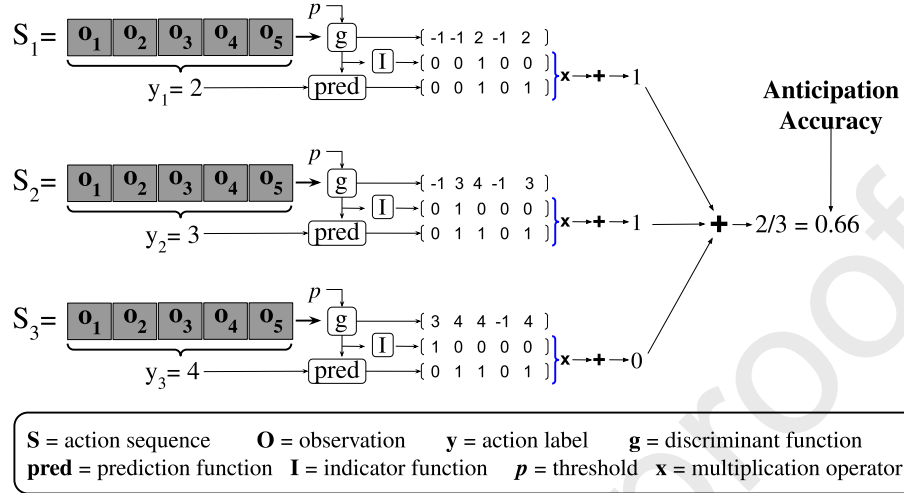 S1= o1 o2 o3 o4 o5
p
g
[ -1 -1 2 -1 2 ]
I
[ 0 0 1 0 0 ]
x + 1
y1= 2
pred
[ 0 0 1 0 1 ]
Anticipation
Accuracy
S2= o1 o2 o3 o4 o5
p
g
[ -1 3 4 -1 3 ]
I
[ 0 1 0 0 0 ]
x + 1
y2= 3
pred
[ 0 1 1 0 1 ]
+ 2/3 = 0.66
S3= o1 o2 o3 o4 o5
p
g
[ 3 4 4 -1 4 ]
I
[ 1 0 0 0 0 ]
x + 0
y3= 4
pred
[ 0 1 1 0 1 ]
S = action sequence O = observation y = action label g = discriminant function
pred = prediction function I = indicator function p = threshold x = multiplication operator
proof